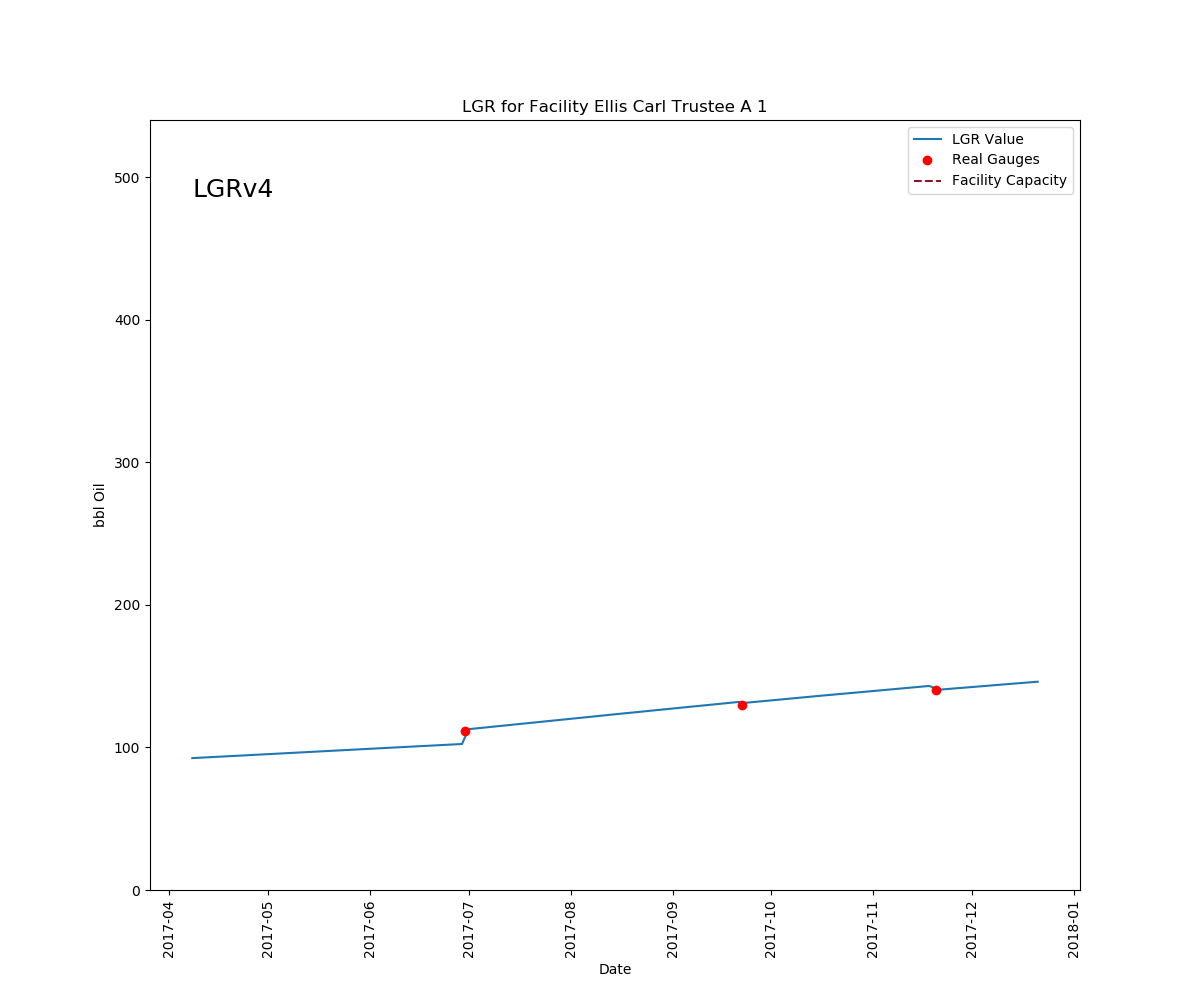 LGR for Facility Ellis Carl Trustee A 1
LGRv4
LGR Value
Real Gauges
Facility Capacity
500
400
300
200
100
0
bbl Oil
2017-04
2017-05
2017-06
2017-07
2017-08
2017-09
2017-10
2017-11
2017-12
2018-01
Date